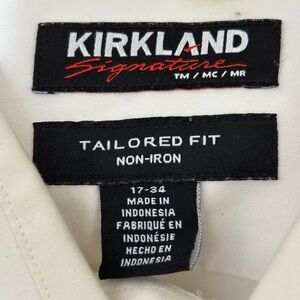 KIRKLAND
Signature
TM / MC / MR
TAILORED FIT
NON-IRON
17-34
MADE IN
INDONESIA
FABRIQUÉ EN
INDONÉSIE
HECHO EN
INDONESIA